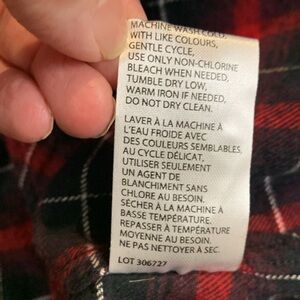 MACHINE WASH COLD,
WITH LIKE COLOURS,
GENTLE CYCLE,
USE ONLY NON-CHLORINE
BLEACH WHEN NEEDED,
TUMBLE DRY LOW,
WARM IRON IF NEEDED,
DO NOT DRY CLEAN.
LAVER À LA MACHINE À
L'EAU FROIDE AVEC
DES COULEURS SEMBLABLES,
AU CYCLE DÉLICAT,
UTILISER SEULEMENT
UN AGENT DE
BLANCHIMENT SANS
CHLORE AU BESOIN.
SÉCHER À LA MACHINE À
BASSE TEMPÉRATURE.
REPASSER À TEMPÉRATURE
MOYENNE AU BESOIN.
NE PAS NETTOYER À SEC.
LOT 306727